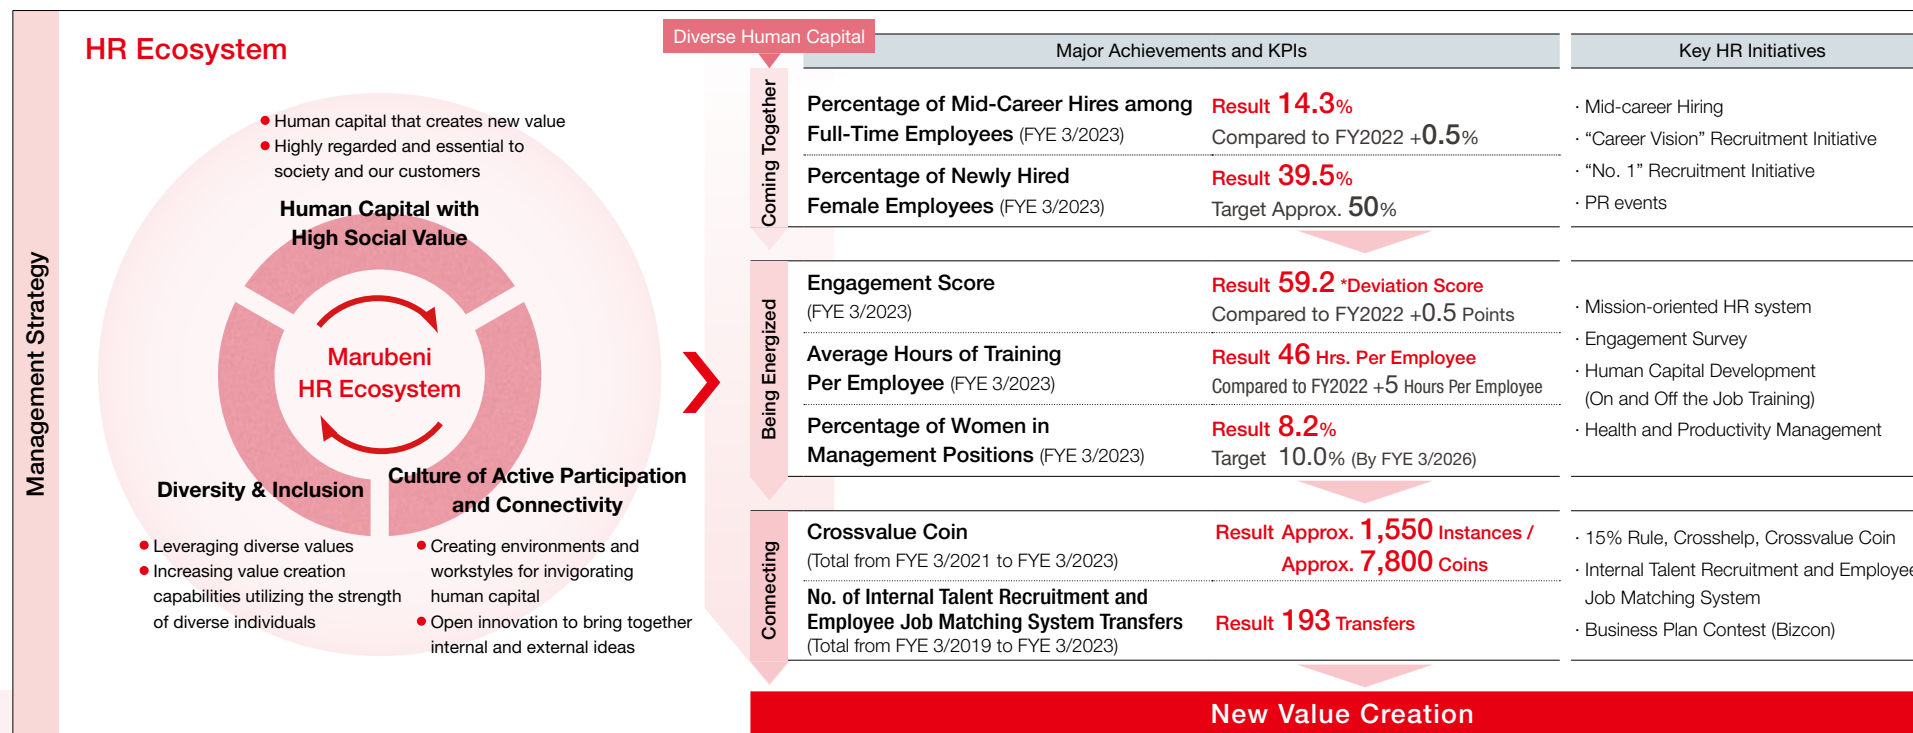 Management Strategy
HR Ecosystem
● Human capital that creates new value
● Highly regarded and essential to
society and our customers
Human Capital with
High Social Value
Marubeni
HR Ecosystem
Diversity & Inclusion
● Leveraging diverse values
● Increasing value creation
capabilities utilizing the strength
of diverse individuals
Culture of Active Participation
and Connectivity
● Creating environments and
workstyles for invigorating
human capital
● Open innovation to bring together
internal and external ideas
Diverse Human Capital
Major Achievements and KPIs
Key HR Initiatives
Coming Together
Percentage of Mid-Career Hires among
Full-Time Employees (FYE 3/2023)
Result 14.3%
Compared to FY2022 +0.5%
Percentage of Newly Hired
Female Employees (FYE 3/2023)
Result 39.5%
Target Approx. 50%
· Mid-career Hiring
· “Career Vision” Recruitment Initiative
· “No. 1” Recruitment Initiative
· PR events
Being Energized
Engagement Score
(FYE 3/2023)
Result 59.2 *Deviation Score
Compared to FY2022 +0.5 Points
Average Hours of Training
Per Employee (FYE 3/2023)
Result 46 Hrs. Per Employee
Compared to FY2022 +5 Hours Per Employee
Percentage of Women in
Management Positions (FYE 3/2023)
Result 8.2%
Target 10.0% (By FYE 3/2026)
· Mission-oriented HR system
· Engagement Survey
· Human Capital Development
(On and Off the Job Training)
· Health and Productivity Management
Connecting
Crossvalue Coin
(Total from FYE 3/2021 to FYE 3/2023)
Result Approx. 1,550 Instances /
Approx. 7,800 Coins
No. of Internal Talent Recruitment and
Employee Job Matching System Transfers
(Total from FYE 3/2019 to FYE 3/2023)
Result 193 Transfers
· 15% Rule, Crosshelp, Crossvalue Coin
· Internal Talent Recruitment and Employee
Job Matching System
· Business Plan Contest (Bizcon)
New Value Creation